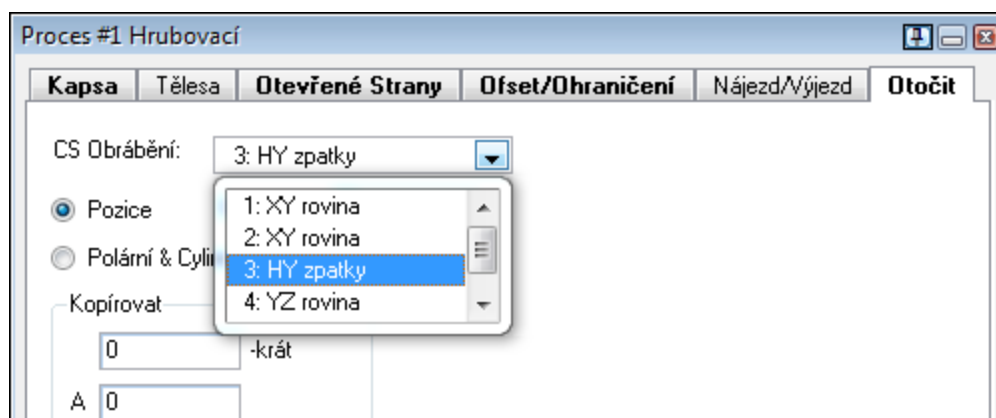 Proces #1 Hrubovací
Kapsa Tělesa Otevřené Strany Ofset/Ohraničení Nájezd/Výjezd Otočit
CS Obrábění: 3: HY zpatky
1: XY rovina
Pozice
2: XY rovina
Polární & Cyli
3: HY zpatky
4: YZ rovina
Kopírovat
0 -krát
A 0